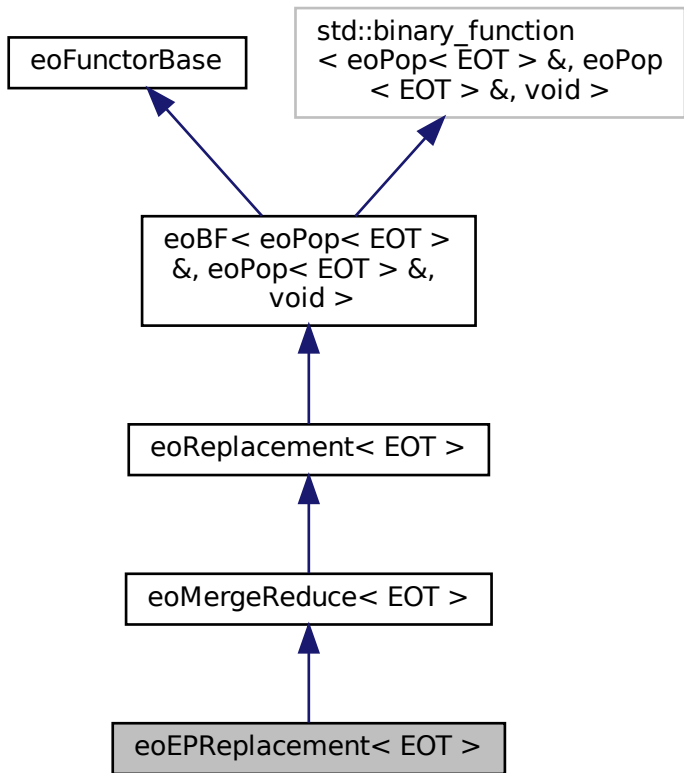 eoFunctorBase
std::binary_function
< eoPop< EOT > &, eoPop
< EOT > &, void >
eoBF< eoPop< EOT >
&, eoPop< EOT > &,
void >
eoReplacement< EOT >
eoMergeReduce< EOT >
eoEPReplacement< EOT >